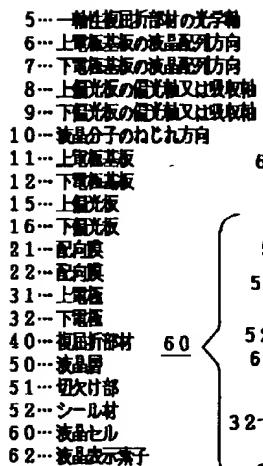 5…一軸性複屈折部材の光学軸
6…上電極基板の液晶配列方向
7…下電極基板の液晶配列方向
8…上偏光板の偏光軸又は吸収軸
9…下偏光板の偏光軸又は吸収軸
10…液晶分子のねじれ方向
11…上電極基板
12…下電極基板
15…上偏光板
16…下偏光板
21…配向膜
22…配向膜
31…上電極
32…下電極
40…複屈折部材
50…液晶層
51…切欠け部
52…シール材
60…液晶セル
62…液晶表示素子
60
6
5
52
6
32